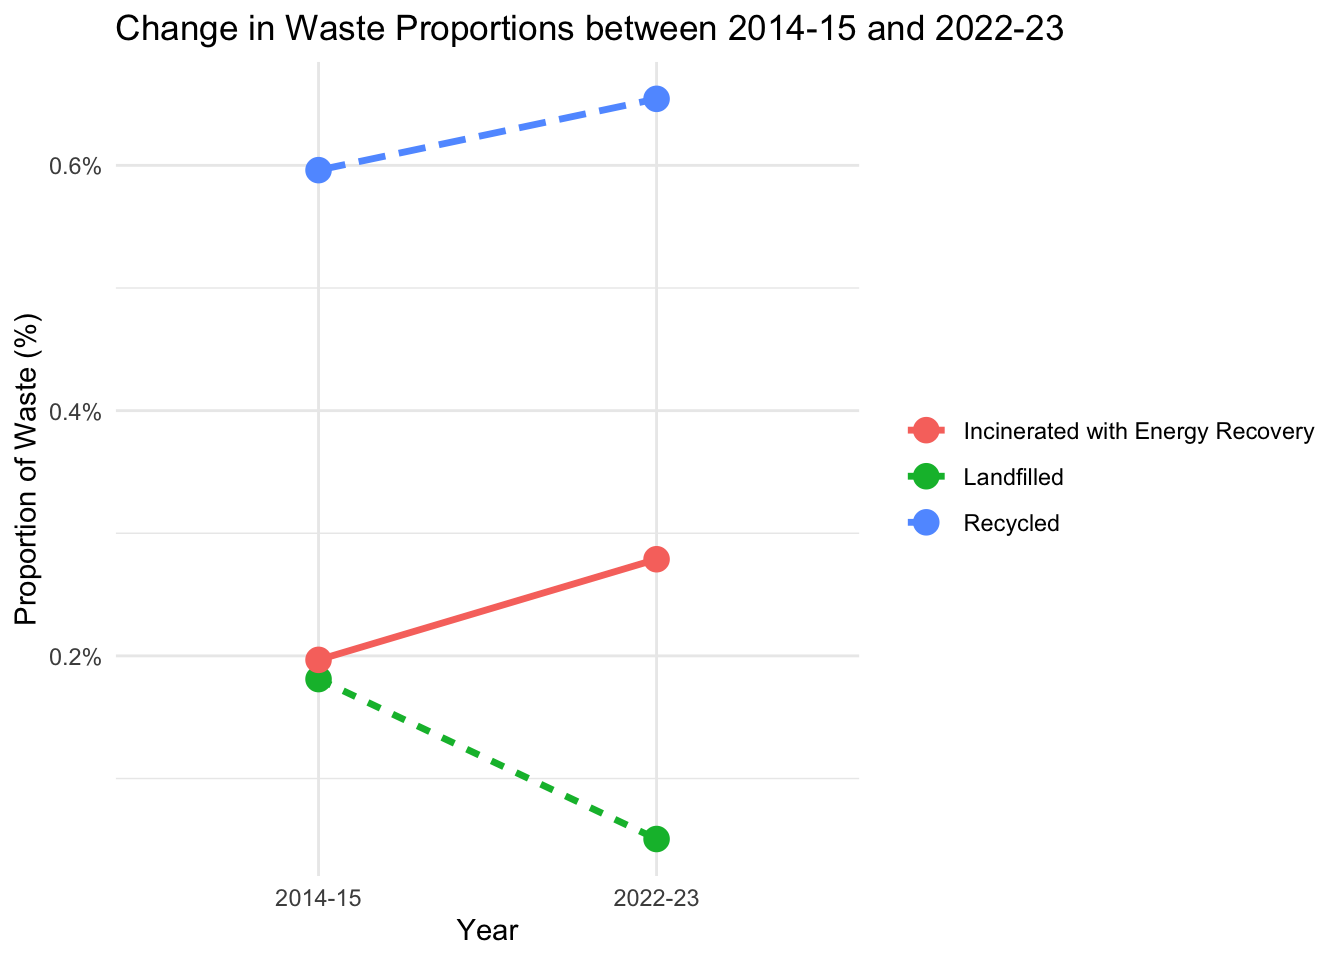 Change in Waste Proportions between 2014-15 and 2022-23
Proportion of Waste (%)
0.6%
0.4%
0.2%
2014-15
2022-23
Year
Incinerated with Energy Recovery
Landfilled
Recycled